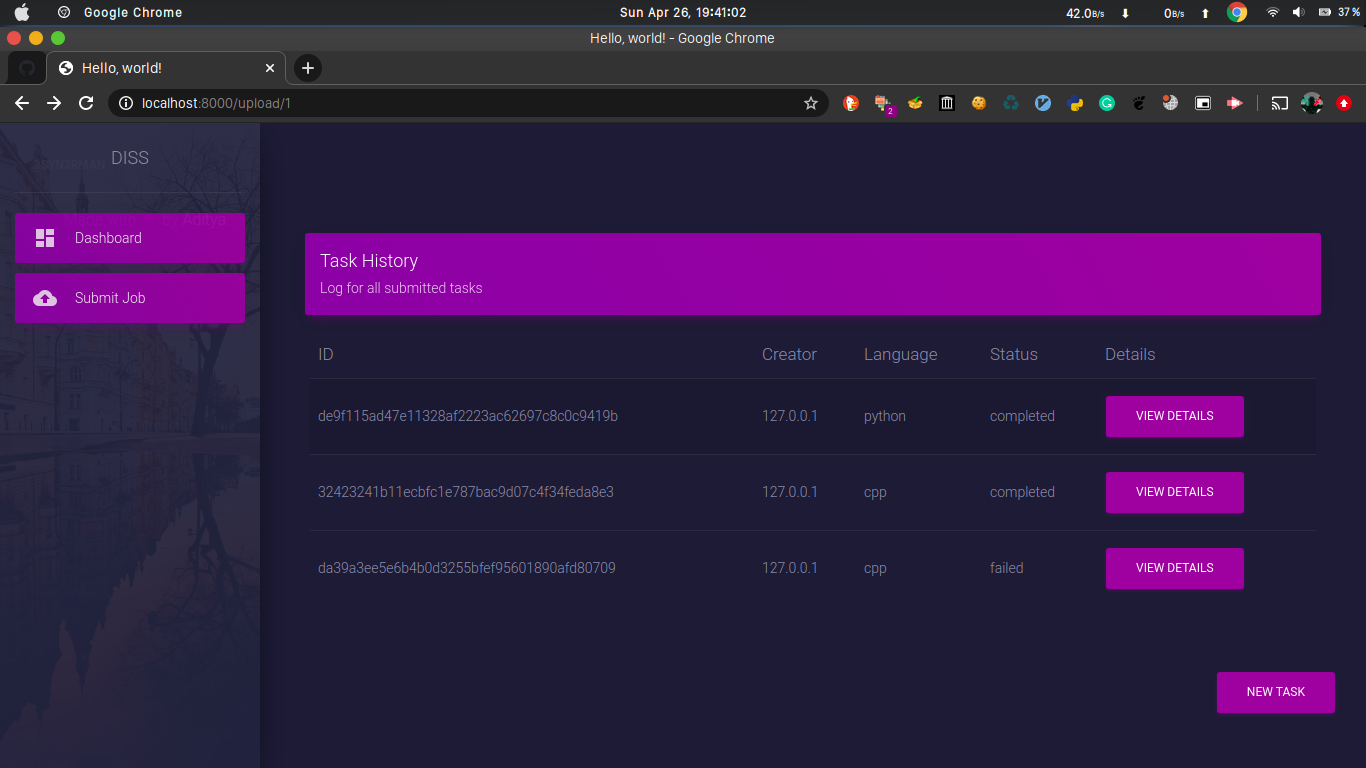 Google Chrome Sun Apr 26, 19:41:02 42.0B/s 0B/s 37%
Hello, world! - Google Chrome
Hello, world!
localhost:8000/upload/1 2
DISS
Aditya
Dashboard
Submit Job
Task History
Log for all submitted tasks
ID Creator Language Status Details
de9f115ad47e11328af2223ac62697c8c0c9419b 127.0.0.1 python completed VIEW DETAILS
32423241b11ecbfc1e787bac9d07c4f34feda8e3 127.0.0.1 cpp completed VIEW DETAILS
da39a3ee5e6b4b0d3255bfef95601890afd80709 127.0.0.1 cpp failed VIEW DETAILS
NEW TASK